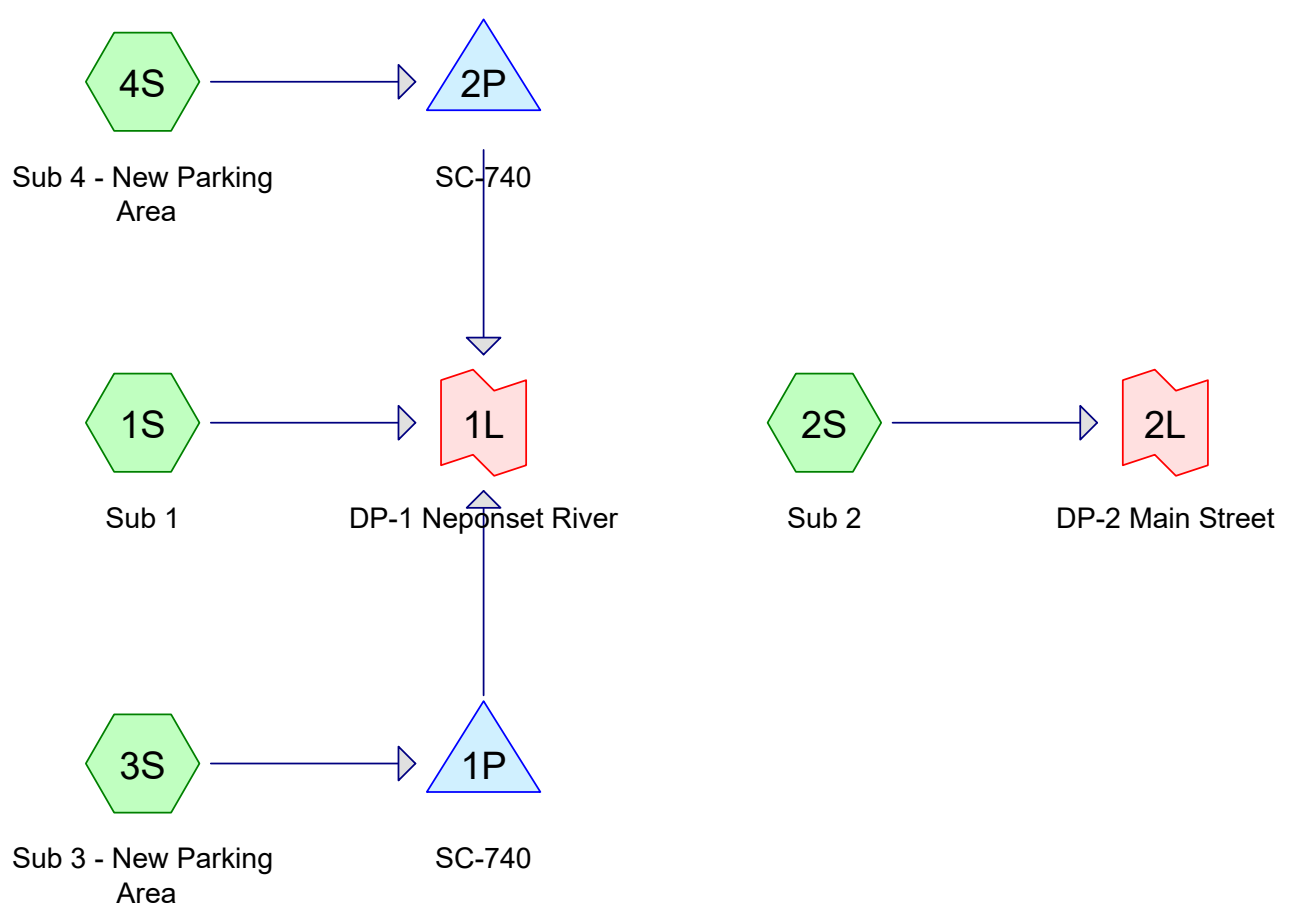 4S
2P
Sub 4 - New Parking
Area
SC-740
1S
1L
2S
2L
Sub 1
DP-1 Neponset River
Sub 2
DP-2 Main Street
3S
1P
Sub 3 - New Parking
Area
SC-740